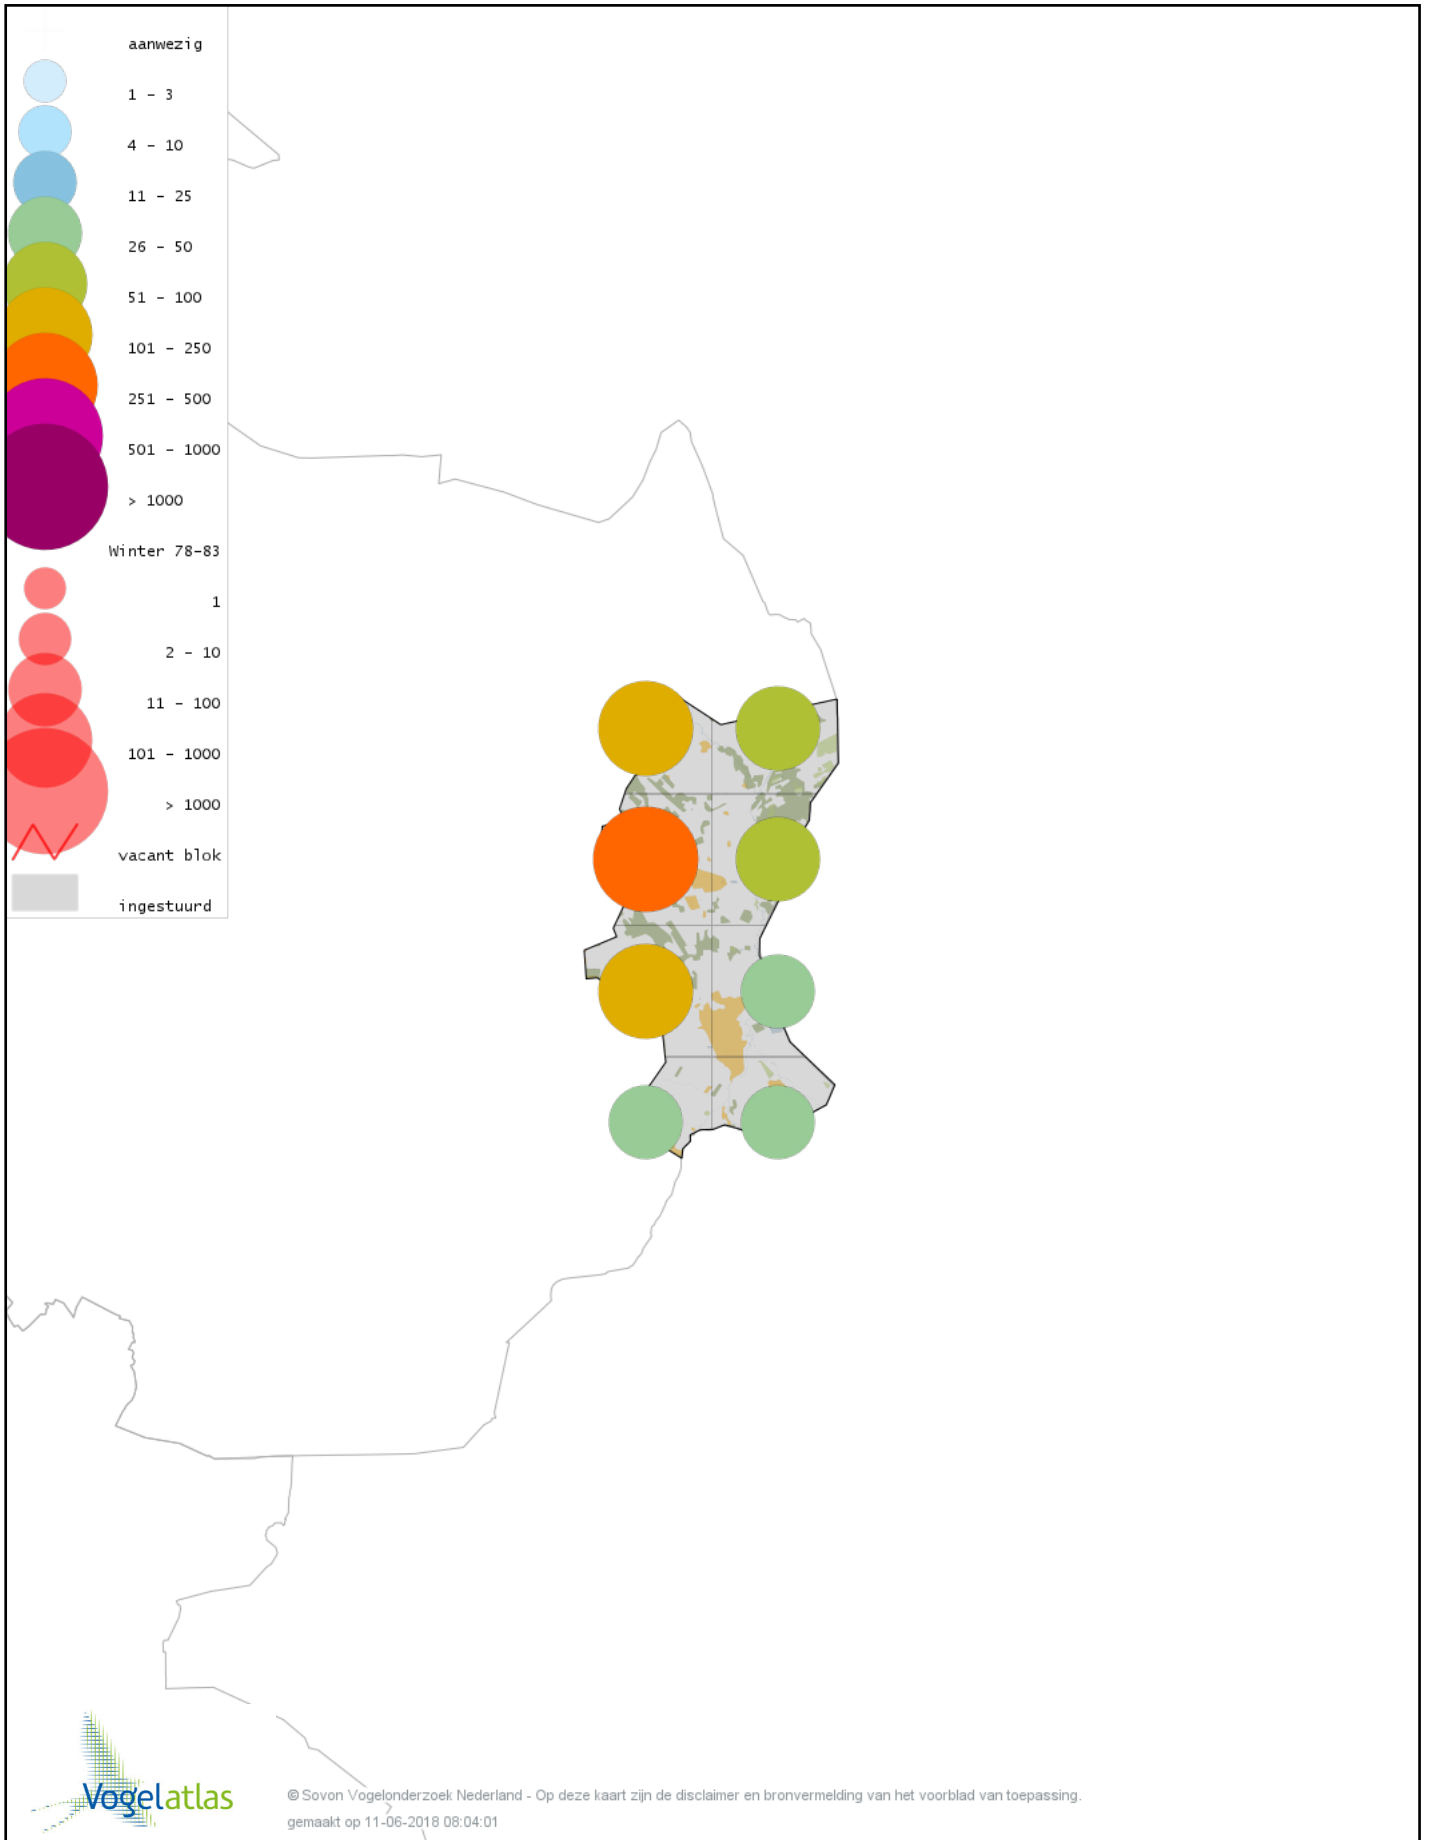 aanwezig
1 - 3
4 - 10
11 - 25
26 - 50
51 - 100
101 - 250
251 - 500
501 - 1000
> 1000
Winter 78-83
1
2 - 10
11 - 100
101 - 1000
> 1000
vacant blok
ingestuurd
Vogelatlas
© Sovon Vogelonderzoek Nederland - Op deze kaart zijn de disclaimer en bronvermelding van het voorblad van toepassing.
gemaakt op 11-06-2018 08:04:01